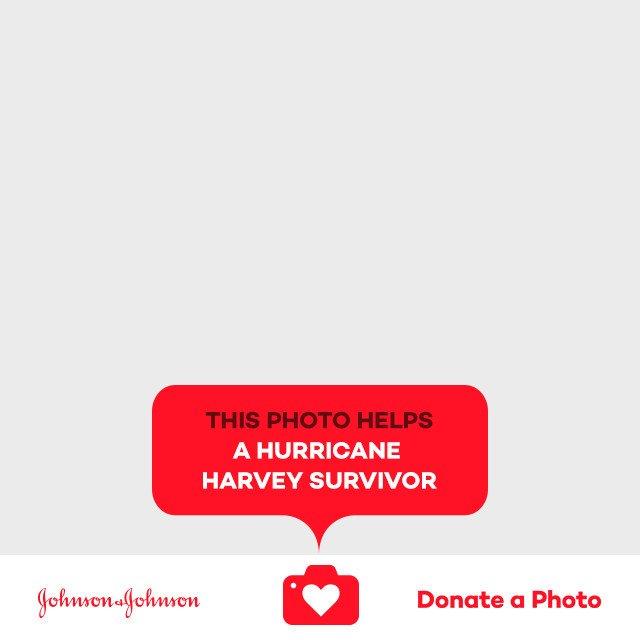 THIS PHOTO HELPS
A HURRICANE
HARVEY SURVIVOR
Johnson & Johnson
Donate a Photo